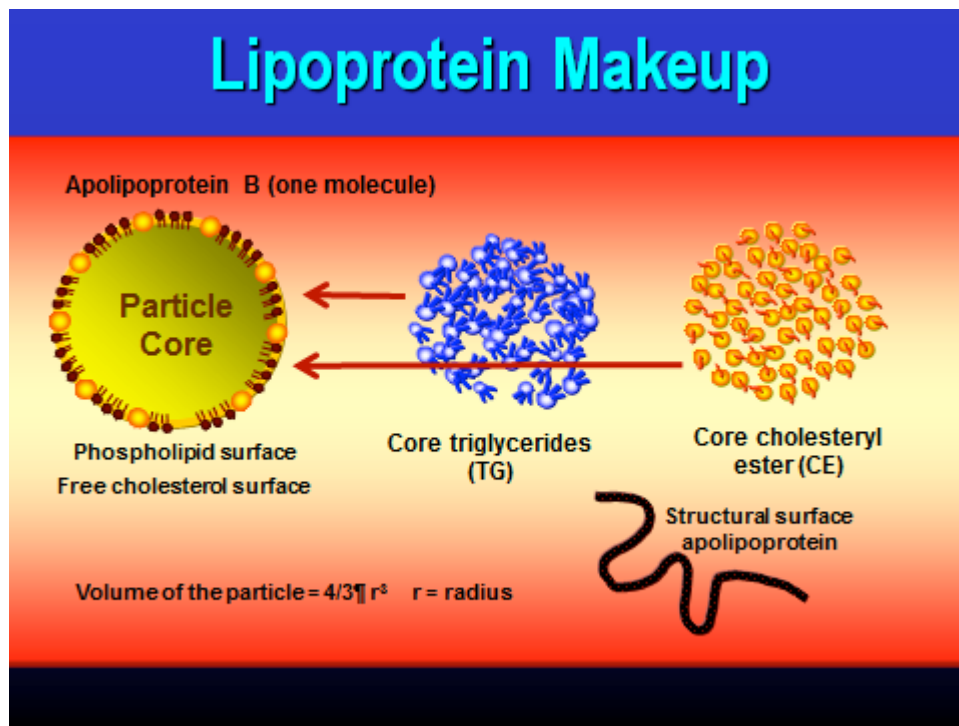 Lipoprotein Makeup
Apolipoprotein B (one molecule)
Particle
Core
Phospholipid surface
Free cholesterol surface
Core triglycerides
(TG)
Core cholesteryl
ester (CE)
Structural surface
apolipoprotein
Volume of the particle = 4/3¶ r³ r = radius